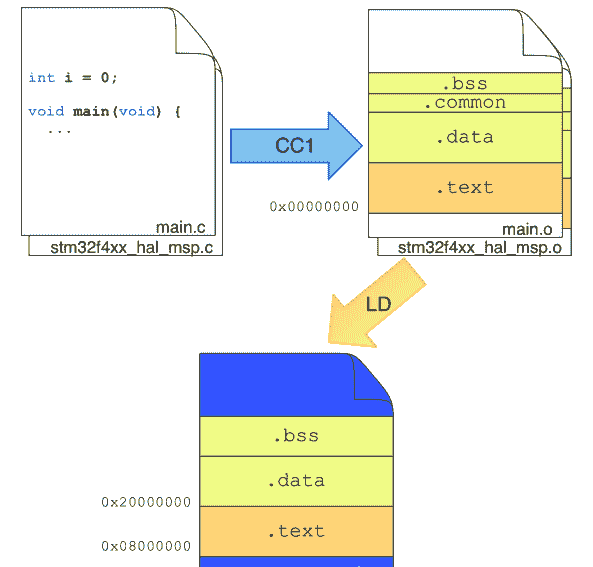 int i = 0;
void main(void) {
...
main.c
stm32f4xx_hal_msp.c
CC1
.bss
.common
.data
.text
0x00000000
main.o
stm32f4xx_hal_msp.o
LD
.bss
.data
0x20000000
.text
0x08000000